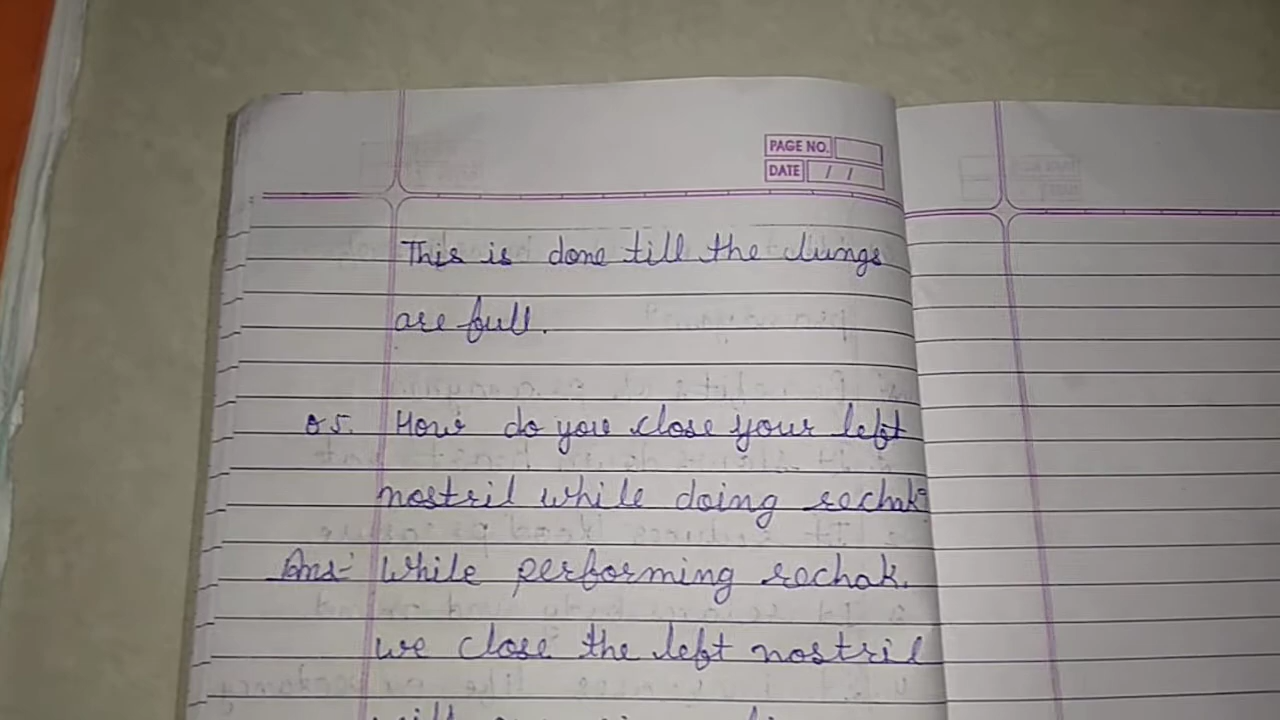 PAGE NO.
DATE / /
This is done till the lungs
are full.
Q5. How do you close your left
nostril while doing rechak?
Ans- While performing rechak.
we close the left nostril